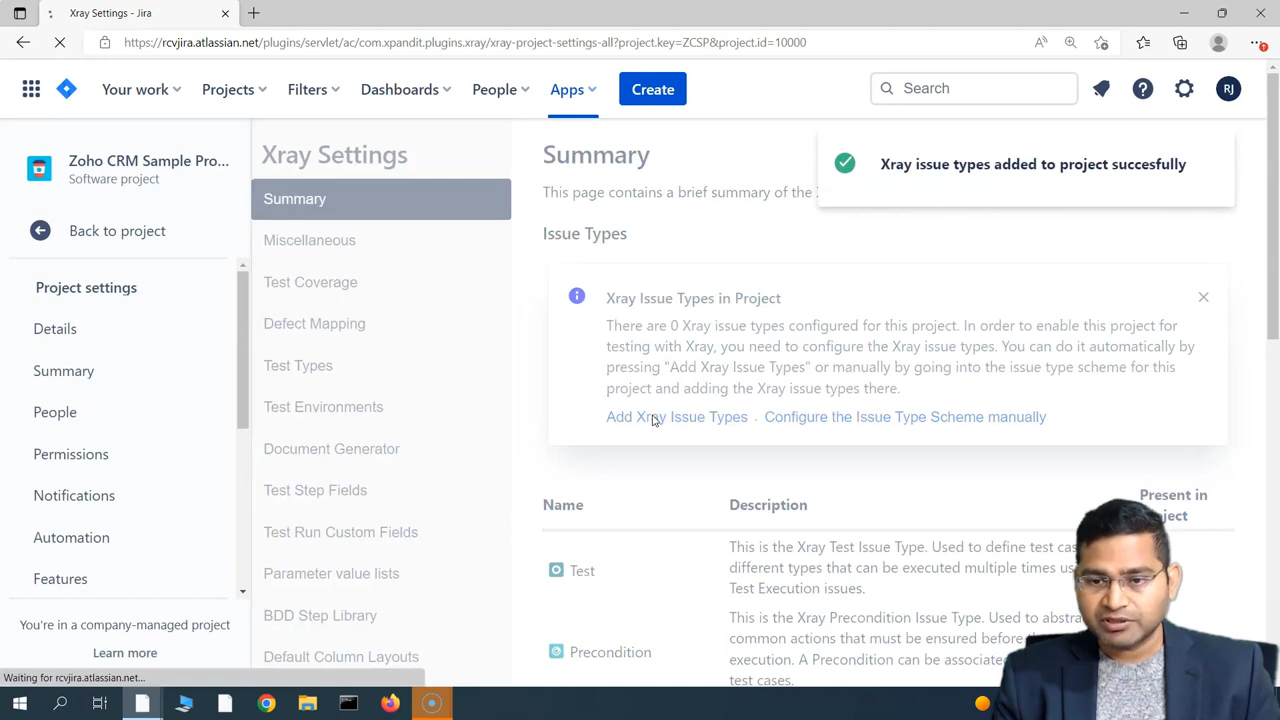 Xray Settings - Jira
https://rcvjira.atlassian.net/plugins/servlet/ac/com.xpandit.plugins.xray/xray-project-settings-all?project.key=ZCSP&project.id=10000
Your work
Projects
Filters
Dashboards
People
Apps
Create
Search
RJ
Zoho CRM Sample Pro...
Software project
Back to project
Project settings
Details
Summary
People
Permissions
Notifications
Automation
Features
You're in a company-managed project
Learn more
Waiting for rcvjira.atlassian.net...
Xray Settings
Summary
Miscellaneous
Test Coverage
Defect Mapping
Test Types
Test Environments
Document Generator
Test Step Fields
Test Run Custom Fields
Parameter value lists
BDD Step Library
Default Column Layouts
Summary
This page contains a brief summary of the
Xray issue types added to project succesfully
Issue Types
Xray Issue Types in Project
There are 0 Xray issue types configured for this project. In order to enable this project for
testing with Xray, you need to configure the Xray issue types. You can do it automatically by
pressing "Add Xray Issue Types" or manually by going into the issue type scheme for this
project and adding the Xray issue types there.
Add Xray Issue Types . Configure the Issue Type Scheme manually
Name
Description
Present in
Test
This is the Xray Test Issue Type. Used to define test
different types that can be executed multiple times
Test Execution issues.
Precondition
This is the Xray Precondition Issue Type. Used to
common actions that must be ensured before
execution. A Precondition can be
test cases.